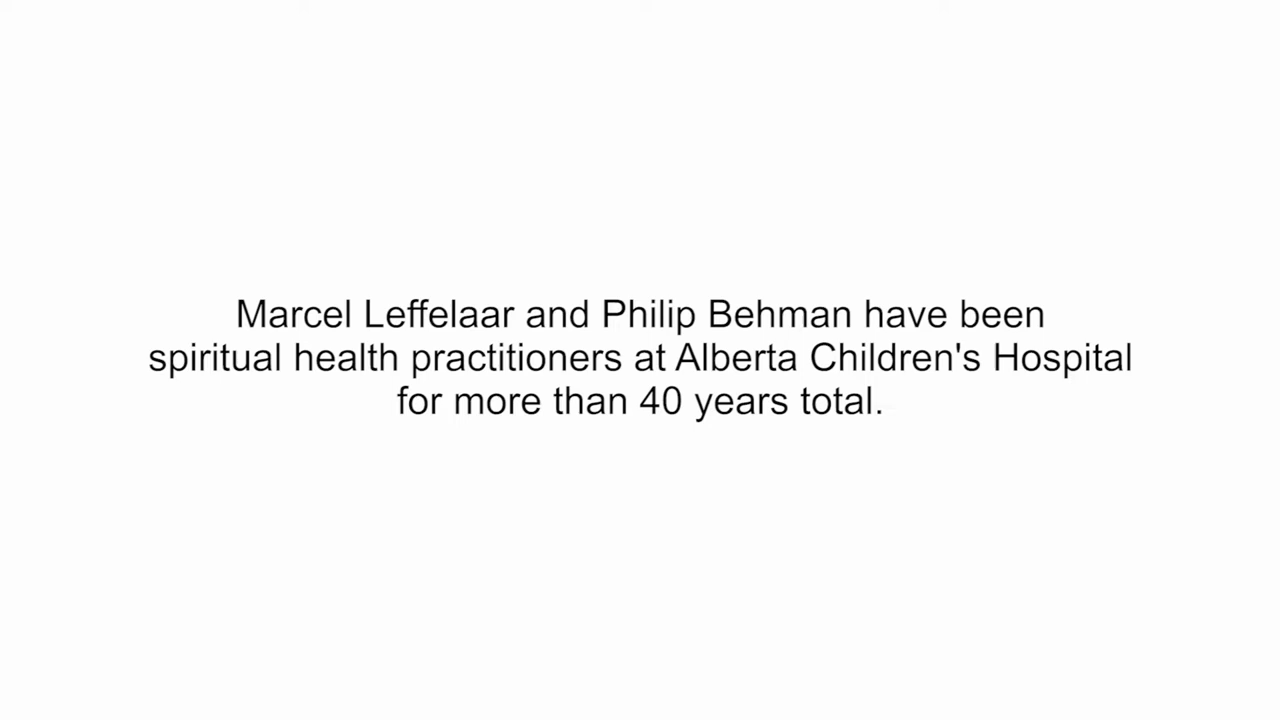 Marcel Leffelaar and Philip Behman have been
spiritual health practitioners at Alberta Children's Hospital
for more than 40 years total.